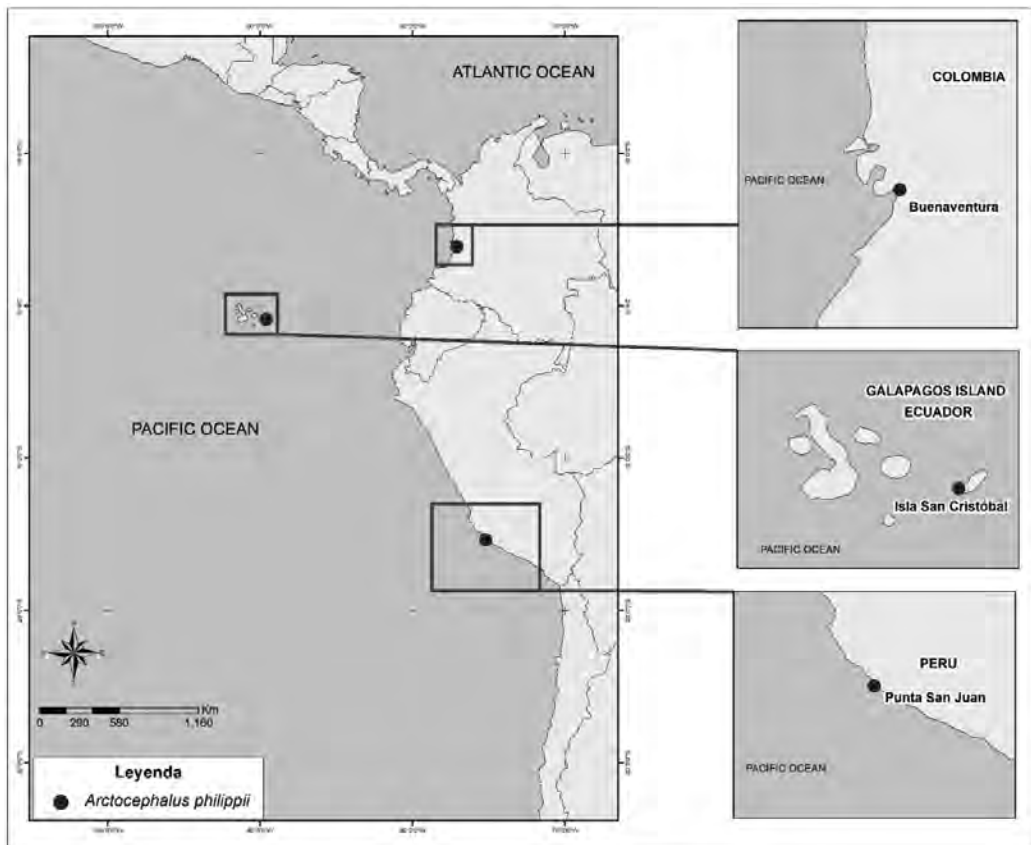 ATLANTIC OCEAN
PACIFIC OCEAN
Km
0 290 580 1,160
Leyenda
Arctocephalus philippii
COLOMBIA
PACIFIC OCEAN
Buenaventura
GALAPAGOS ISLAND
ECUADOR
Isla San Cristóbal
PACIFIC OCEAN
PERU
Punta San Juan
PACIFIC OCEAN